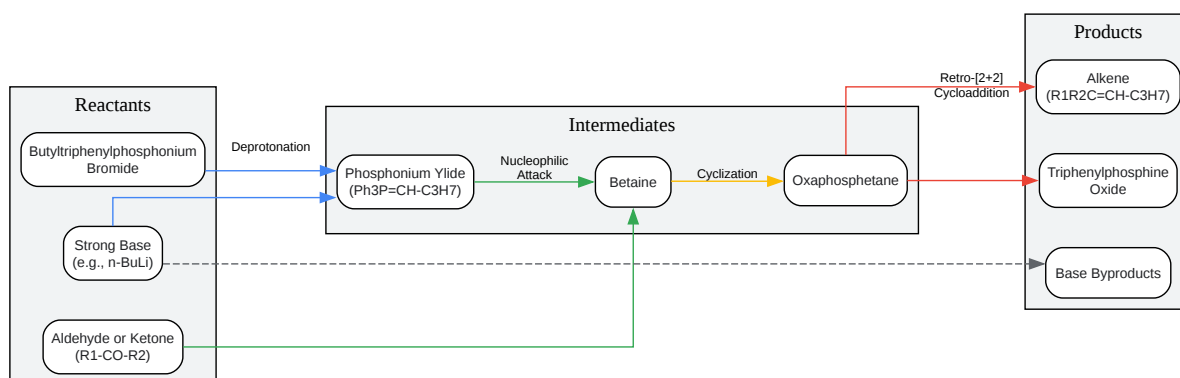 Reactants
Butyltriphenylphosphonium
Bromide
Strong Base
(e.g., n-BuLi)
Aldehyde or Ketone
(R1-CO-R2)
Deprotonation
Intermediates
Phosphonium Ylide
(Ph3P=CH-C3H7)
Nucleophilic
Attack
Betaine
Cyclization
Oxaphosphetane
Retro-[2+2]
Cycloaddition
Products
Alkene
(R1R2C=CH-C3H7)
Triphenylphosphine
Oxide
Base Byproducts